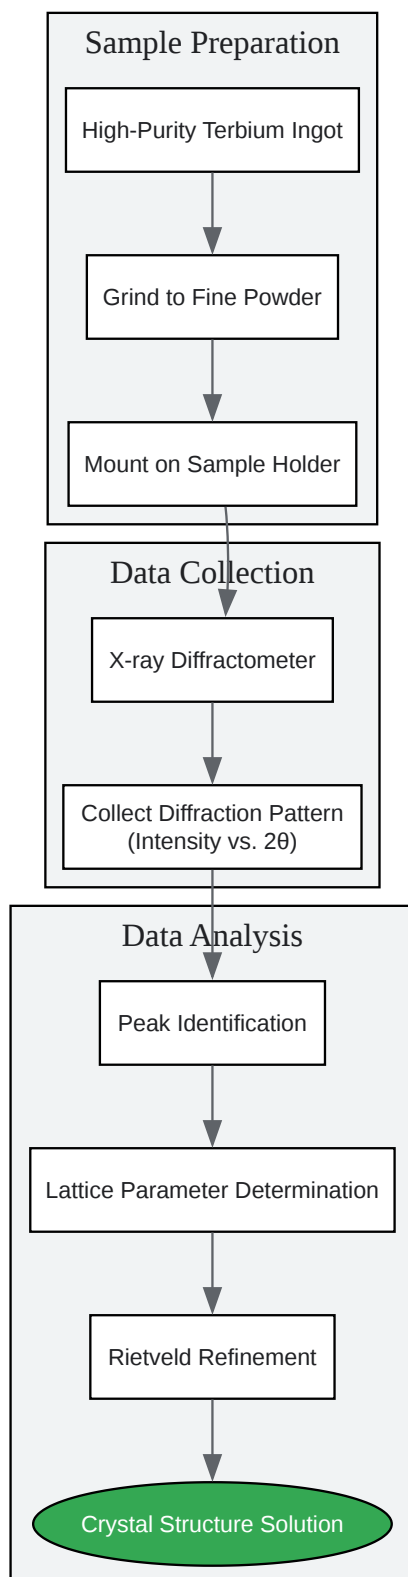 Sample Preparation
High-Purity Terbium Ingot
Grind to Fine Powder
Mount on Sample Holder
Data Collection
X-ray Diffractometer
Collect Diffraction Pattern
(Intensity vs. 2θ)
Data Analysis
Peak Identification
Lattice Parameter Determination
Rietveld Refinement
Crystal Structure Solution